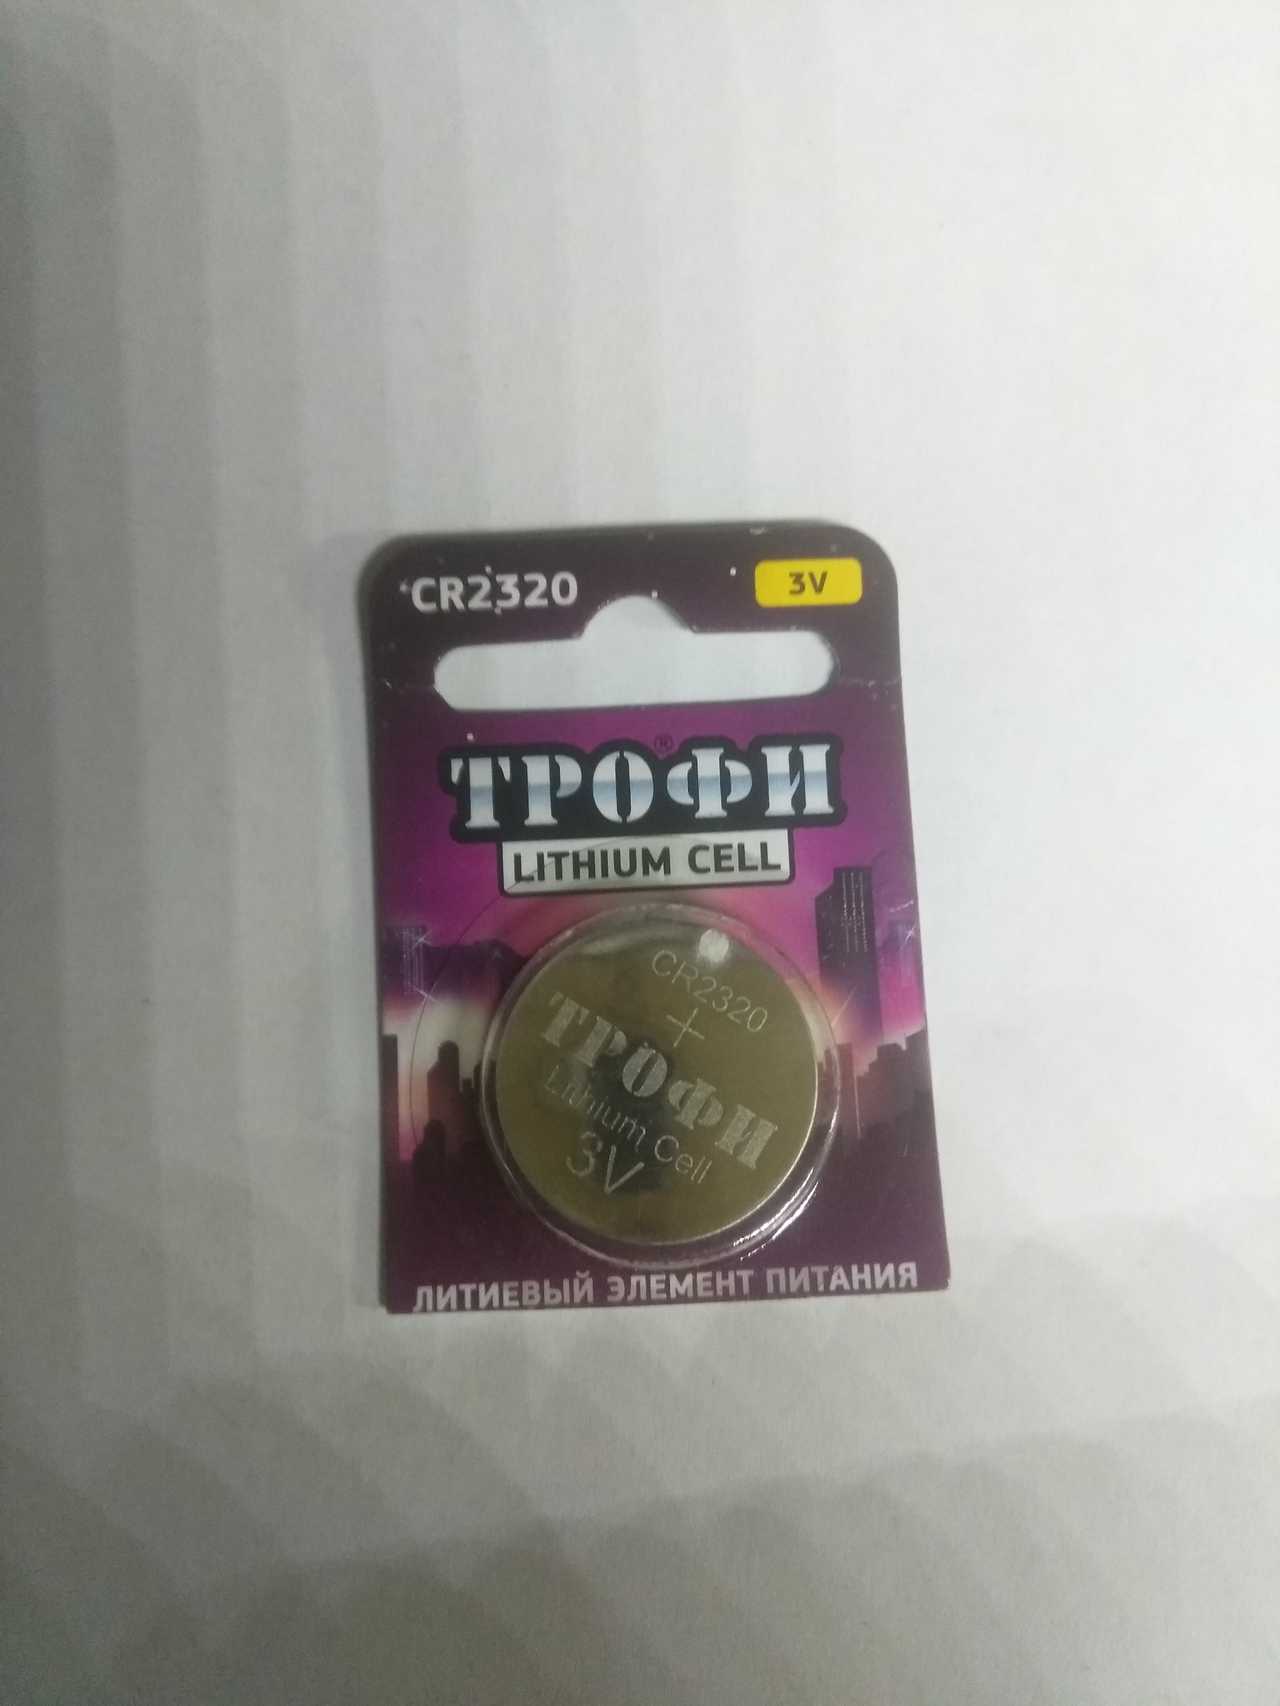 CR2320
3V
ТРОФИ®
LITHIUM CELL
CR2320
+
ТРОФИ
Lithium Cell
3V
ЛИТИЕВЫЙ ЭЛЕМЕНТ ПИТАНИЯ